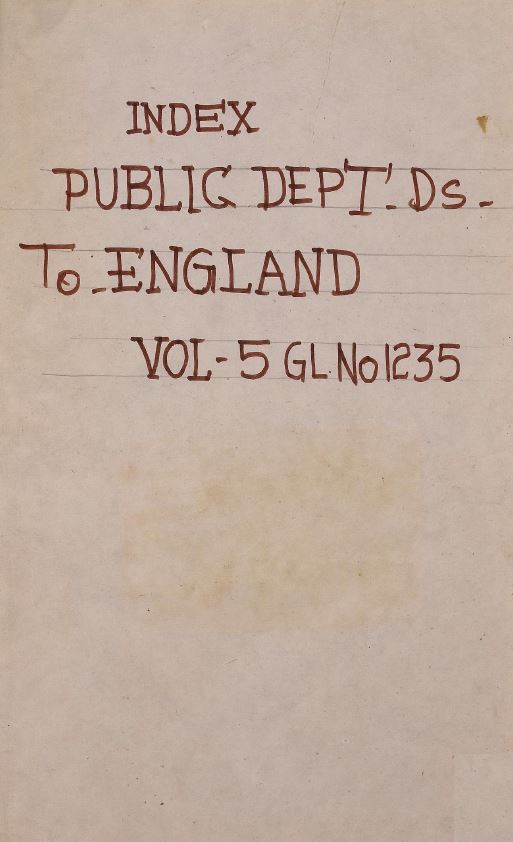 INDEX
PUBLIC DEPT. Ds.
To. ENGLAND
VOL-5 GL.No1235